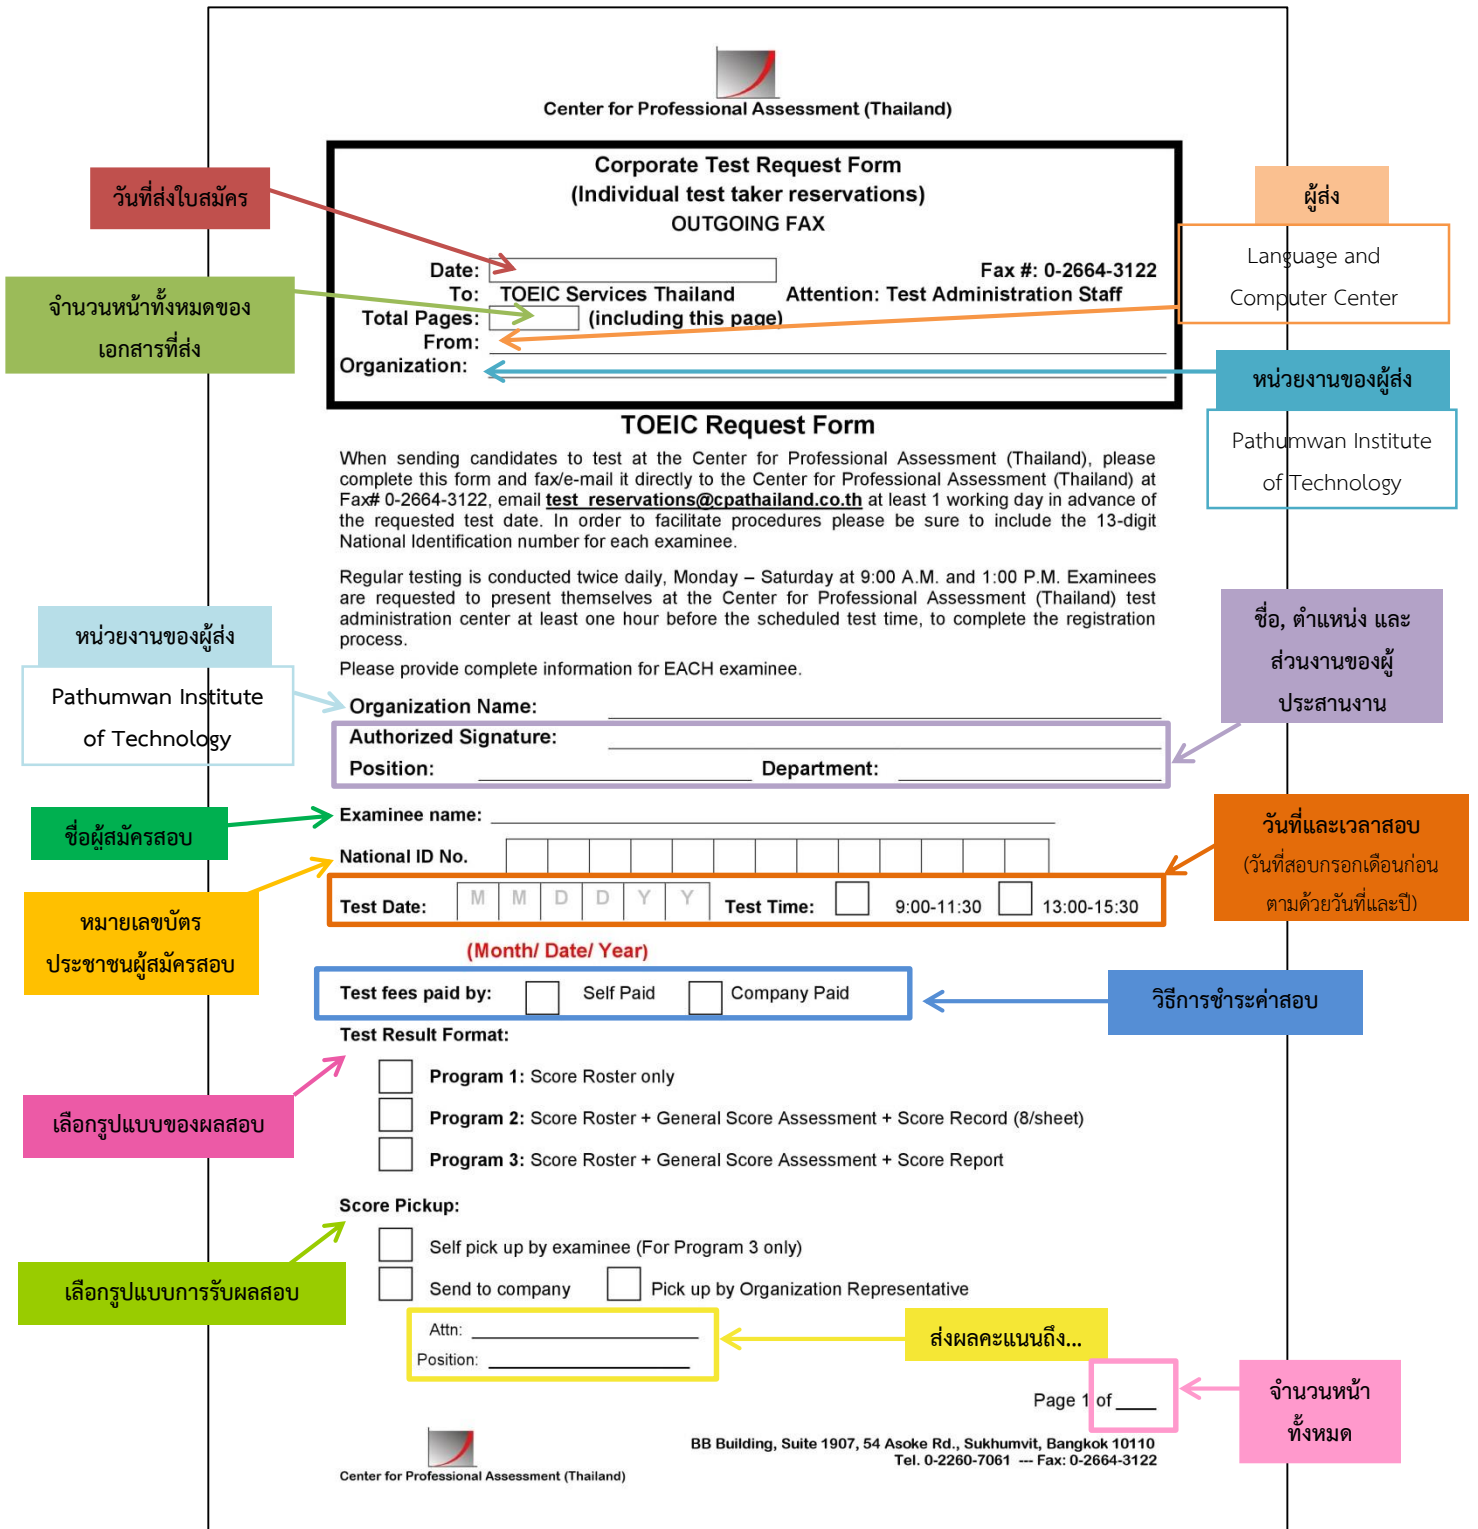 Center for Professional Assessment (Thailand)
Corporate Test Request Form
(Individual test taker reservations)
OUTGOING FAX
วันที่ส่งใบสมัคร
ผู้ส่ง
Language and
Computer Center
Date:
Fax #: 0-2664-3122
จำนวนหน้าทั้งหมดของ
เอกสารที่ส่ง
To: TOEIC Services Thailand Attention: Test Administration Staff
Total Pages: (including this page)
From:
Organization:
หน่วยงานของผู้ส่ง
Pathumwan Institute
of Technology
TOEIC Request Form
When sending candidates to test at the Center for Professional Assessment (Thailand), please
complete this form and fax/e-mail it directly to the Center for Professional Assessment (Thailand) at
Fax# 0-2664-3122, email test_reservations@cpathailand.co.th at least 1 working day in advance of
the requested test date. In order to facilitate procedures please be sure to include the 13-digit
National Identification number for each examinee.
Regular testing is conducted twice daily, Monday – Saturday at 9:00 A.M. and 1:00 P.M. Examinees
are requested to present themselves at the Center for Professional Assessment (Thailand) test
administration center at least one hour before the scheduled test time, to complete the registration
process.
Please provide complete information for EACH examinee.
หน่วยงานของผู้ส่ง
Pathumwan Institute
of Technology
ชื่อ, ตำแหน่ง และ
ส่วนงานของผู้
ประสานงาน
Organization Name:
Authorized Signature:
Position: Department:
ชื่อผู้สมัครสอบ
Examinee name:
National ID No.
หมายเลขบัตร
ประชาชนผู้สมัครสอบ
วันที่และเวลาสอบ
(วันที่สอบกรอกเดือนก่อน
ตามด้วยวันที่และปี)
Test Date: M M D D Y Y Test Time: 9:00-11:30 13:00-15:30
(Month/ Date/ Year)
Test fees paid by: Self Paid Company Paid
วิธีการชำระค่าสอบ
Test Result Format:
Program 1: Score Roster only
Program 2: Score Roster + General Score Assessment + Score Record (8/sheet)
Program 3: Score Roster + General Score Assessment + Score Report
เลือกรูปแบบของผลสอบ
Score Pickup:
Self pick up by examinee (For Program 3 only)
Send to company Pick up by Organization Representative
เลือกรูปแบบการรับผลสอบ
Attn:
Position:
ส่งผลคะแนนถึง...
Page 1 of
จำนวนหน้า
ทั้งหมด
Center for Professional Assessment (Thailand)
BB Building, Suite 1907, 54 Asoke Rd., Sukhumvit, Bangkok 10110
Tel. 0-2260-7061 --- Fax: 0-2664-3122